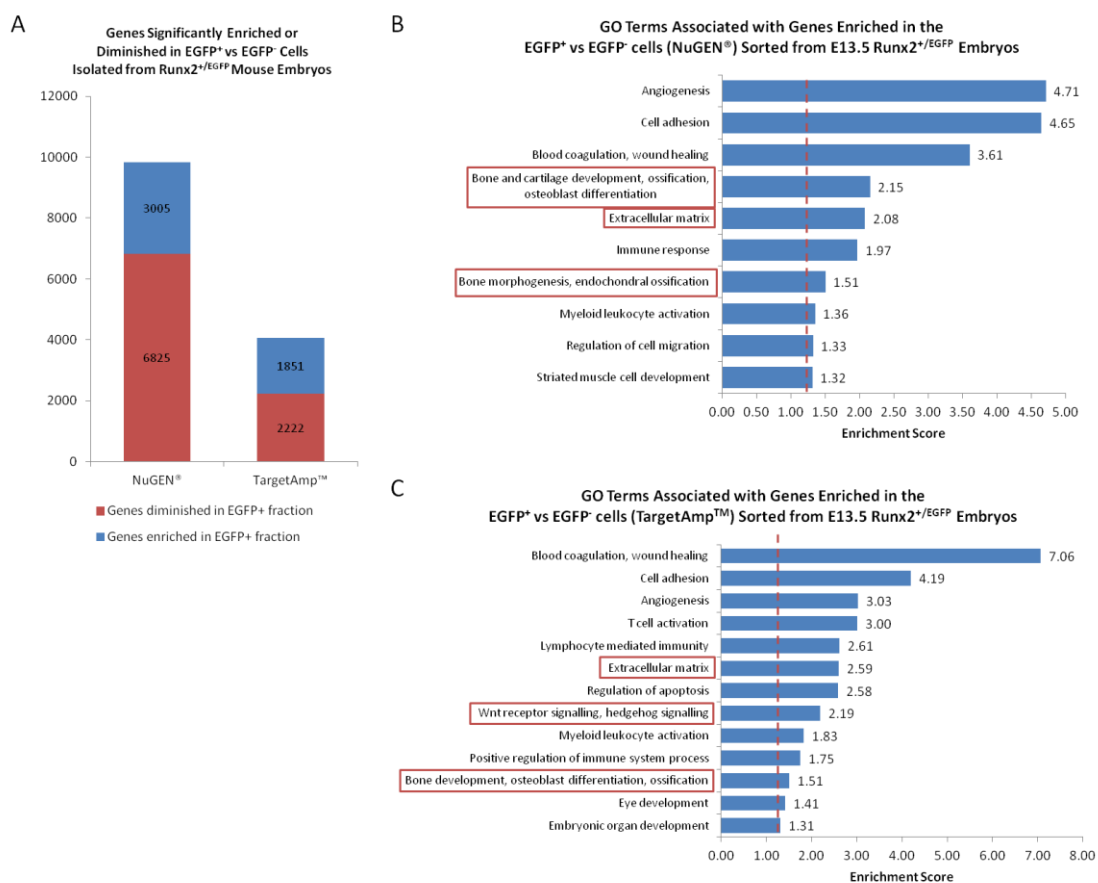 A
Genes Significantly Enriched or
Diminished in EGFP⁺ vs EGFP⁻ Cells
Isolated from Runx2⁺/ᴱᴳᶠᴾ Mouse Embryos
12000
10000
8000
6000
4000
2000
0
3005
6825
1851
2222
NuGEN®
TargetAmp™
Genes diminished in EGFP+ fraction
Genes enriched in EGFP+ fraction
B
GO Terms Associated with Genes Enriched in the
EGFP⁺ vs EGFP⁻ cells (NuGEN®) Sorted from E13.5 Runx2⁺/ᴱᴳᶠᴾ Embryos
Angiogenesis 4.71
Cell adhesion 4.65
Blood coagulation, wound healing 3.61
Bone and cartilage development, ossification,
osteoblast differentiation 2.15
Extracellular matrix 2.08
Immune response 1.97
Bone morphogenesis, endochondral ossification 1.51
Myeloid leukocyte activation 1.36
Regulation of cell migration 1.33
Striated muscle cell development 1.32
0.00 0.50 1.00 1.50 2.00 2.50 3.00 3.50 4.00 4.50 5.00
Enrichment Score
C
GO Terms Associated with Genes Enriched in the
EGFP⁺ vs EGFP⁻ cells (TargetAmp™) Sorted from E13.5 Runx2⁺/ᴱᴳᶠᴾ Embryos
Blood coagulation, wound healing 7.06
Cell adhesion 4.19
Angiogenesis 3.03
T cell activation 3.00
Lymphocyte mediated immunity 2.61
Extracellular matrix 2.59
Regulation of apoptosis 2.58
Wnt receptor signalling, hedgehog signalling 2.19
Myeloid leukocyte activation 1.83
Positive regulation of immune system process 1.75
Bone development, osteoblast differentiation, ossification 1.51
Eye development 1.41
Embryonic organ development 1.31
0.00 1.00 2.00 3.00 4.00 5.00 6.00 7.00 8.00
Enrichment Score